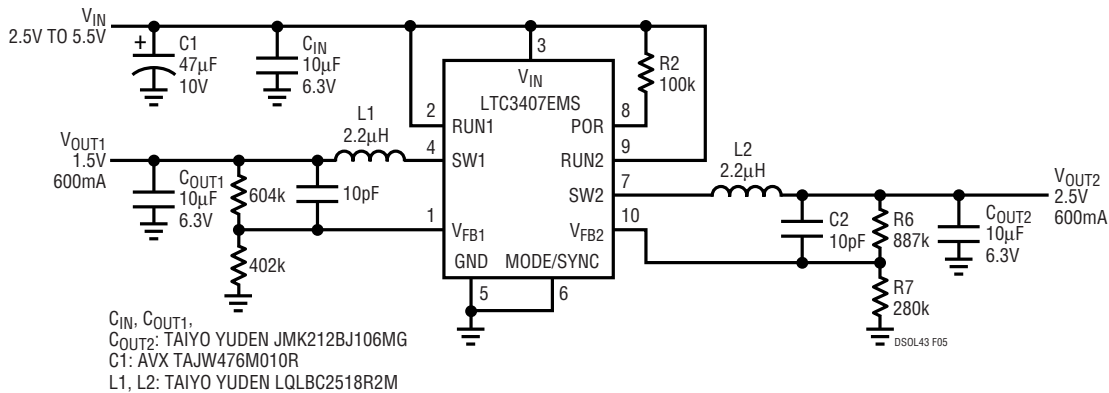 VIN
2.5V TO 5.5V
+
C1
47µF
10V
CIN
10µF
6.3V
3
VIN
LTC3407EMS
R2
100k
2
RUN1
POR
8
L1
2.2µH
VOUT1
1.5V
600mA
4
SW1
RUN2
9
L2
2.2µH
COUT1
10µF
6.3V
604k
10pF
SW2
7
VOUT2
2.5V
600mA
1
VFB1
VFB2
10
C2
10pF
R6
887k
COUT2
10µF
6.3V
402k
GND
MODE/SYNC
5
6
R7
280k
DSOL43 F05
CIN, COUT1,
COUT2: TAIYO YUDEN JMK212BJ106MG
C1: AVX TAJW476M010R
L1, L2: TAIYO YUDEN LQLBC2518R2M